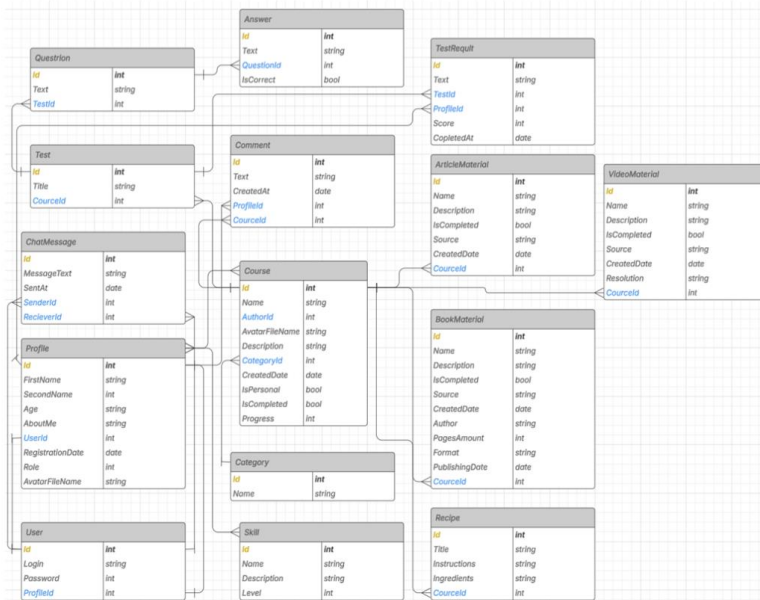 Answer
Id int
Text string
QuestionId int
IsCorrect bool
Questrion
Id int
Text string
TestId int
TestReqult
Id int
Text string
TestId int
ProfileId int
Score int
CopletedAt date
Test
Id int
Title string
CourceId int
Comment
Id int
Text string
CreatedAt date
ProfileId int
CourceId int
ArticleMaterial
Id int
Name string
Description string
IsCompleted bool
Source string
CreatedDate date
CourceId int
VideoMaterial
Id int
Name string
Description string
IsCompleted bool
Source string
CreatedDate date
Resolution string
CourceId int
ChatMessage
Id int
MessageText string
SentAt date
SenderId int
RecieverId int
Course
Id int
Name string
AuthorId int
AvatarFileName string
Description string
CategoryId int
CreatedDate date
IsPersonal bool
IsCompleted bool
Progress int
BookMaterial
Id int
Name string
Description string
IsCompleted bool
Source string
CreatedDate date
Author string
PagesAmount int
Format string
PublishingDate date
CourceId int
Profile
Id int
FirstName string
SecondName int
Age string
AboutMe string
UserId int
RegistrationDate date
Role int
AvatarFileName string
Category
Id int
Name string
User
Id int
Login string
Password int
ProfileId int
Skill
Id int
Name string
Description string
Level int
Recipe
Id int
Title string
Instructions string
Ingredients string
CourceId int